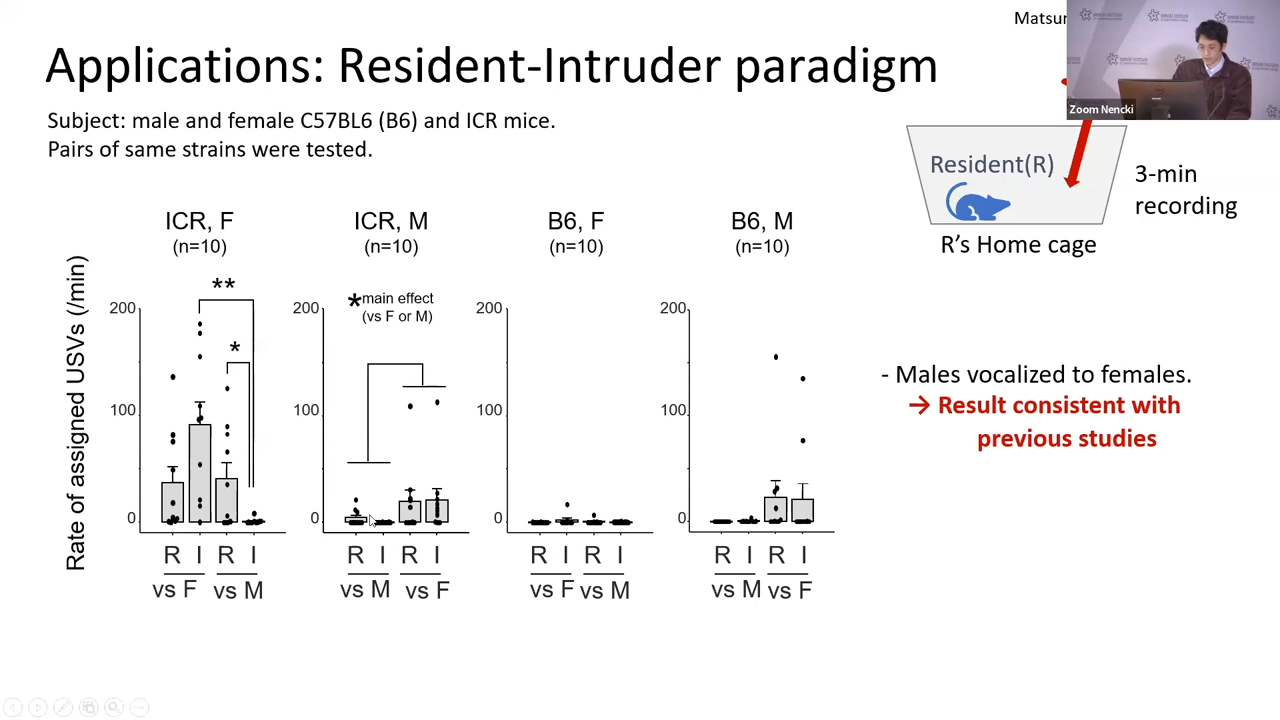 Matsu
Applications: Resident-Intruder paradigm
Zoom Nencki
Subject: male and female C57BL6 (B6) and ICR mice.
Pairs of same strains were tested.
Resident(R)
3-min
recording
R's Home cage
Rate of assigned USVs (/min)
ICR, F
(n=10)
200
100
0
**
*
R I R I
vs F vs M
ICR, M
(n=10)
200
100
0
*main effect
(vs F or M)
R I R I
vs M vs F
B6, F
(n=10)
200
100
0
R I R I
vs F vs M
B6, M
(n=10)
200
100
0
R I R I
vs M vs F
- Males vocalized to females.
→ Result consistent with
previous studies